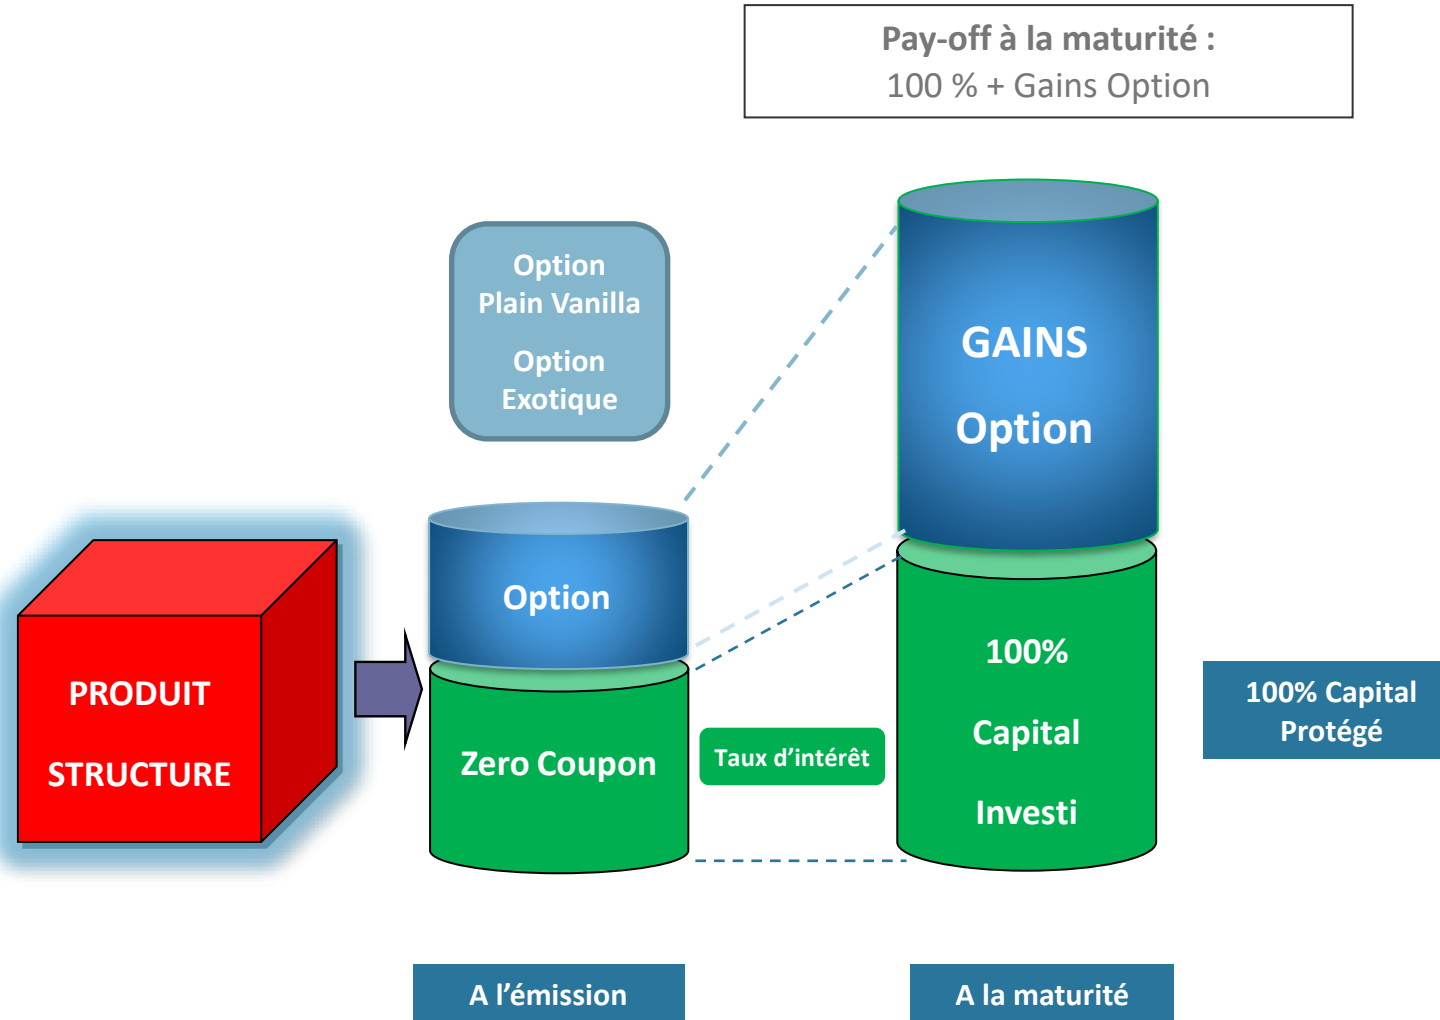 Pay-off à la maturité :
100 % + Gains Option
Option
Plain Vanilla
Option
Exotique
GAINS
Option
Option
PRODUIT
STRUCTURE
Zero Coupon
Taux d'intérêt
100%
Capital
Investi
100% Capital
Protégé
A l'émission
A la maturité